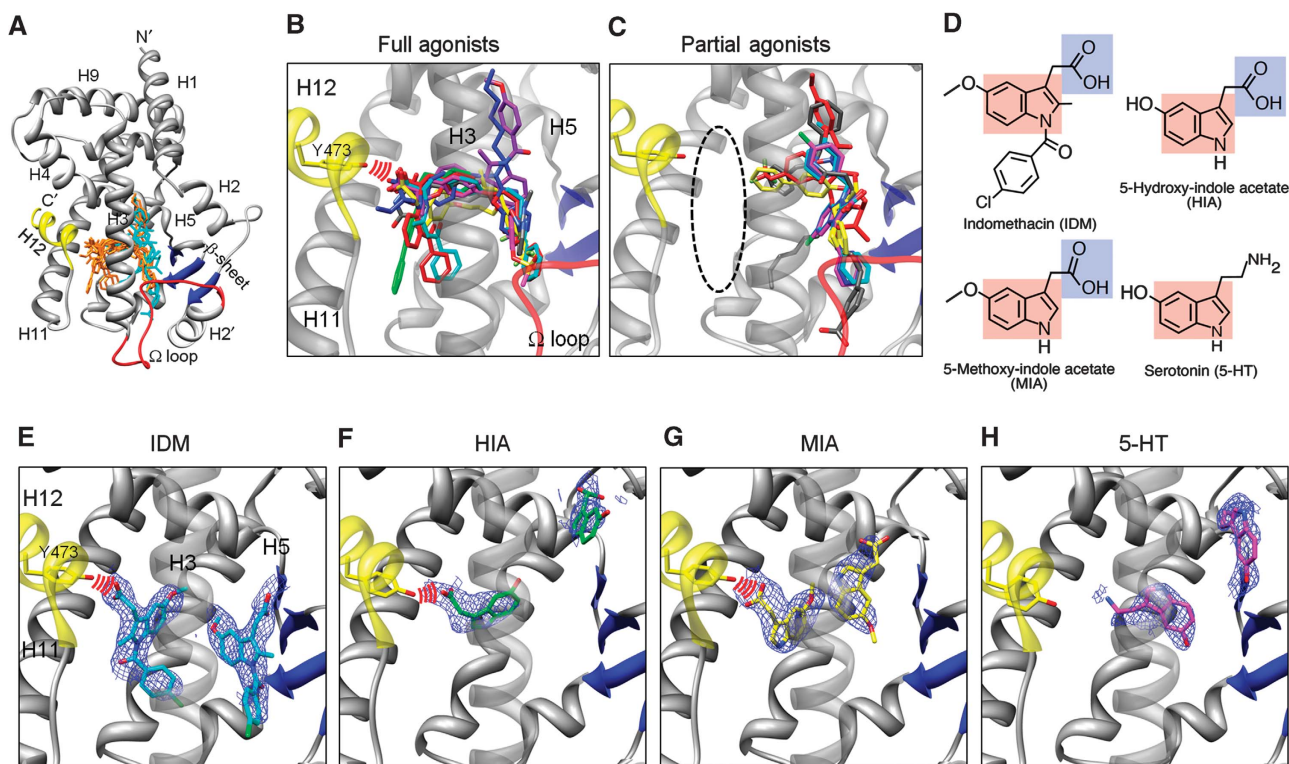 A
N′
H9
H1
H4
H2
C′
H3
H5
H12
β-sheet
H11
H2′
Ω loop
B
Full agonists
H12
Y473
H3
H5
H11
Ω loop
C
Partial agonists
D
O
OH
O
N
O
Cl
Indomethacin (IDM)
O
OH
HO
N
H
5-Hydroxy-indole acetate
(HIA)
O
OH
O
N
H
5-Methoxy-indole acetate
(MIA)
NH2
HO
N
H
Serotonin (5-HT)
E
IDM
H12
Y473
H3
H5
H11
F
HIA
G
MIA
H
5-HT